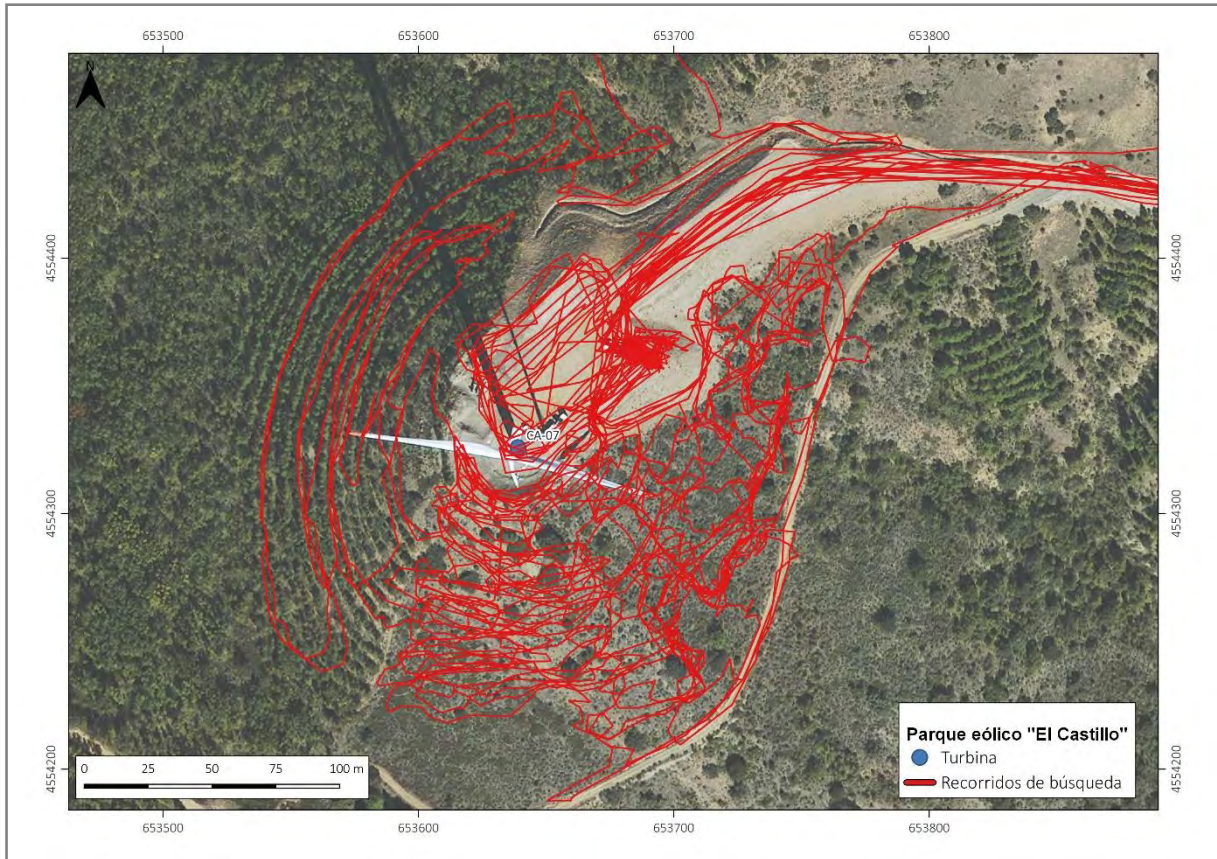 653500 653600 653700 653800
N
4554400 4554400
CA-07
4554300 4554300
Parque eólico "El Castillo"
Turbina
Recorridos de búsqueda
4554200 4554200
0 25 50 75 100 m
653500 653600 653700 653800